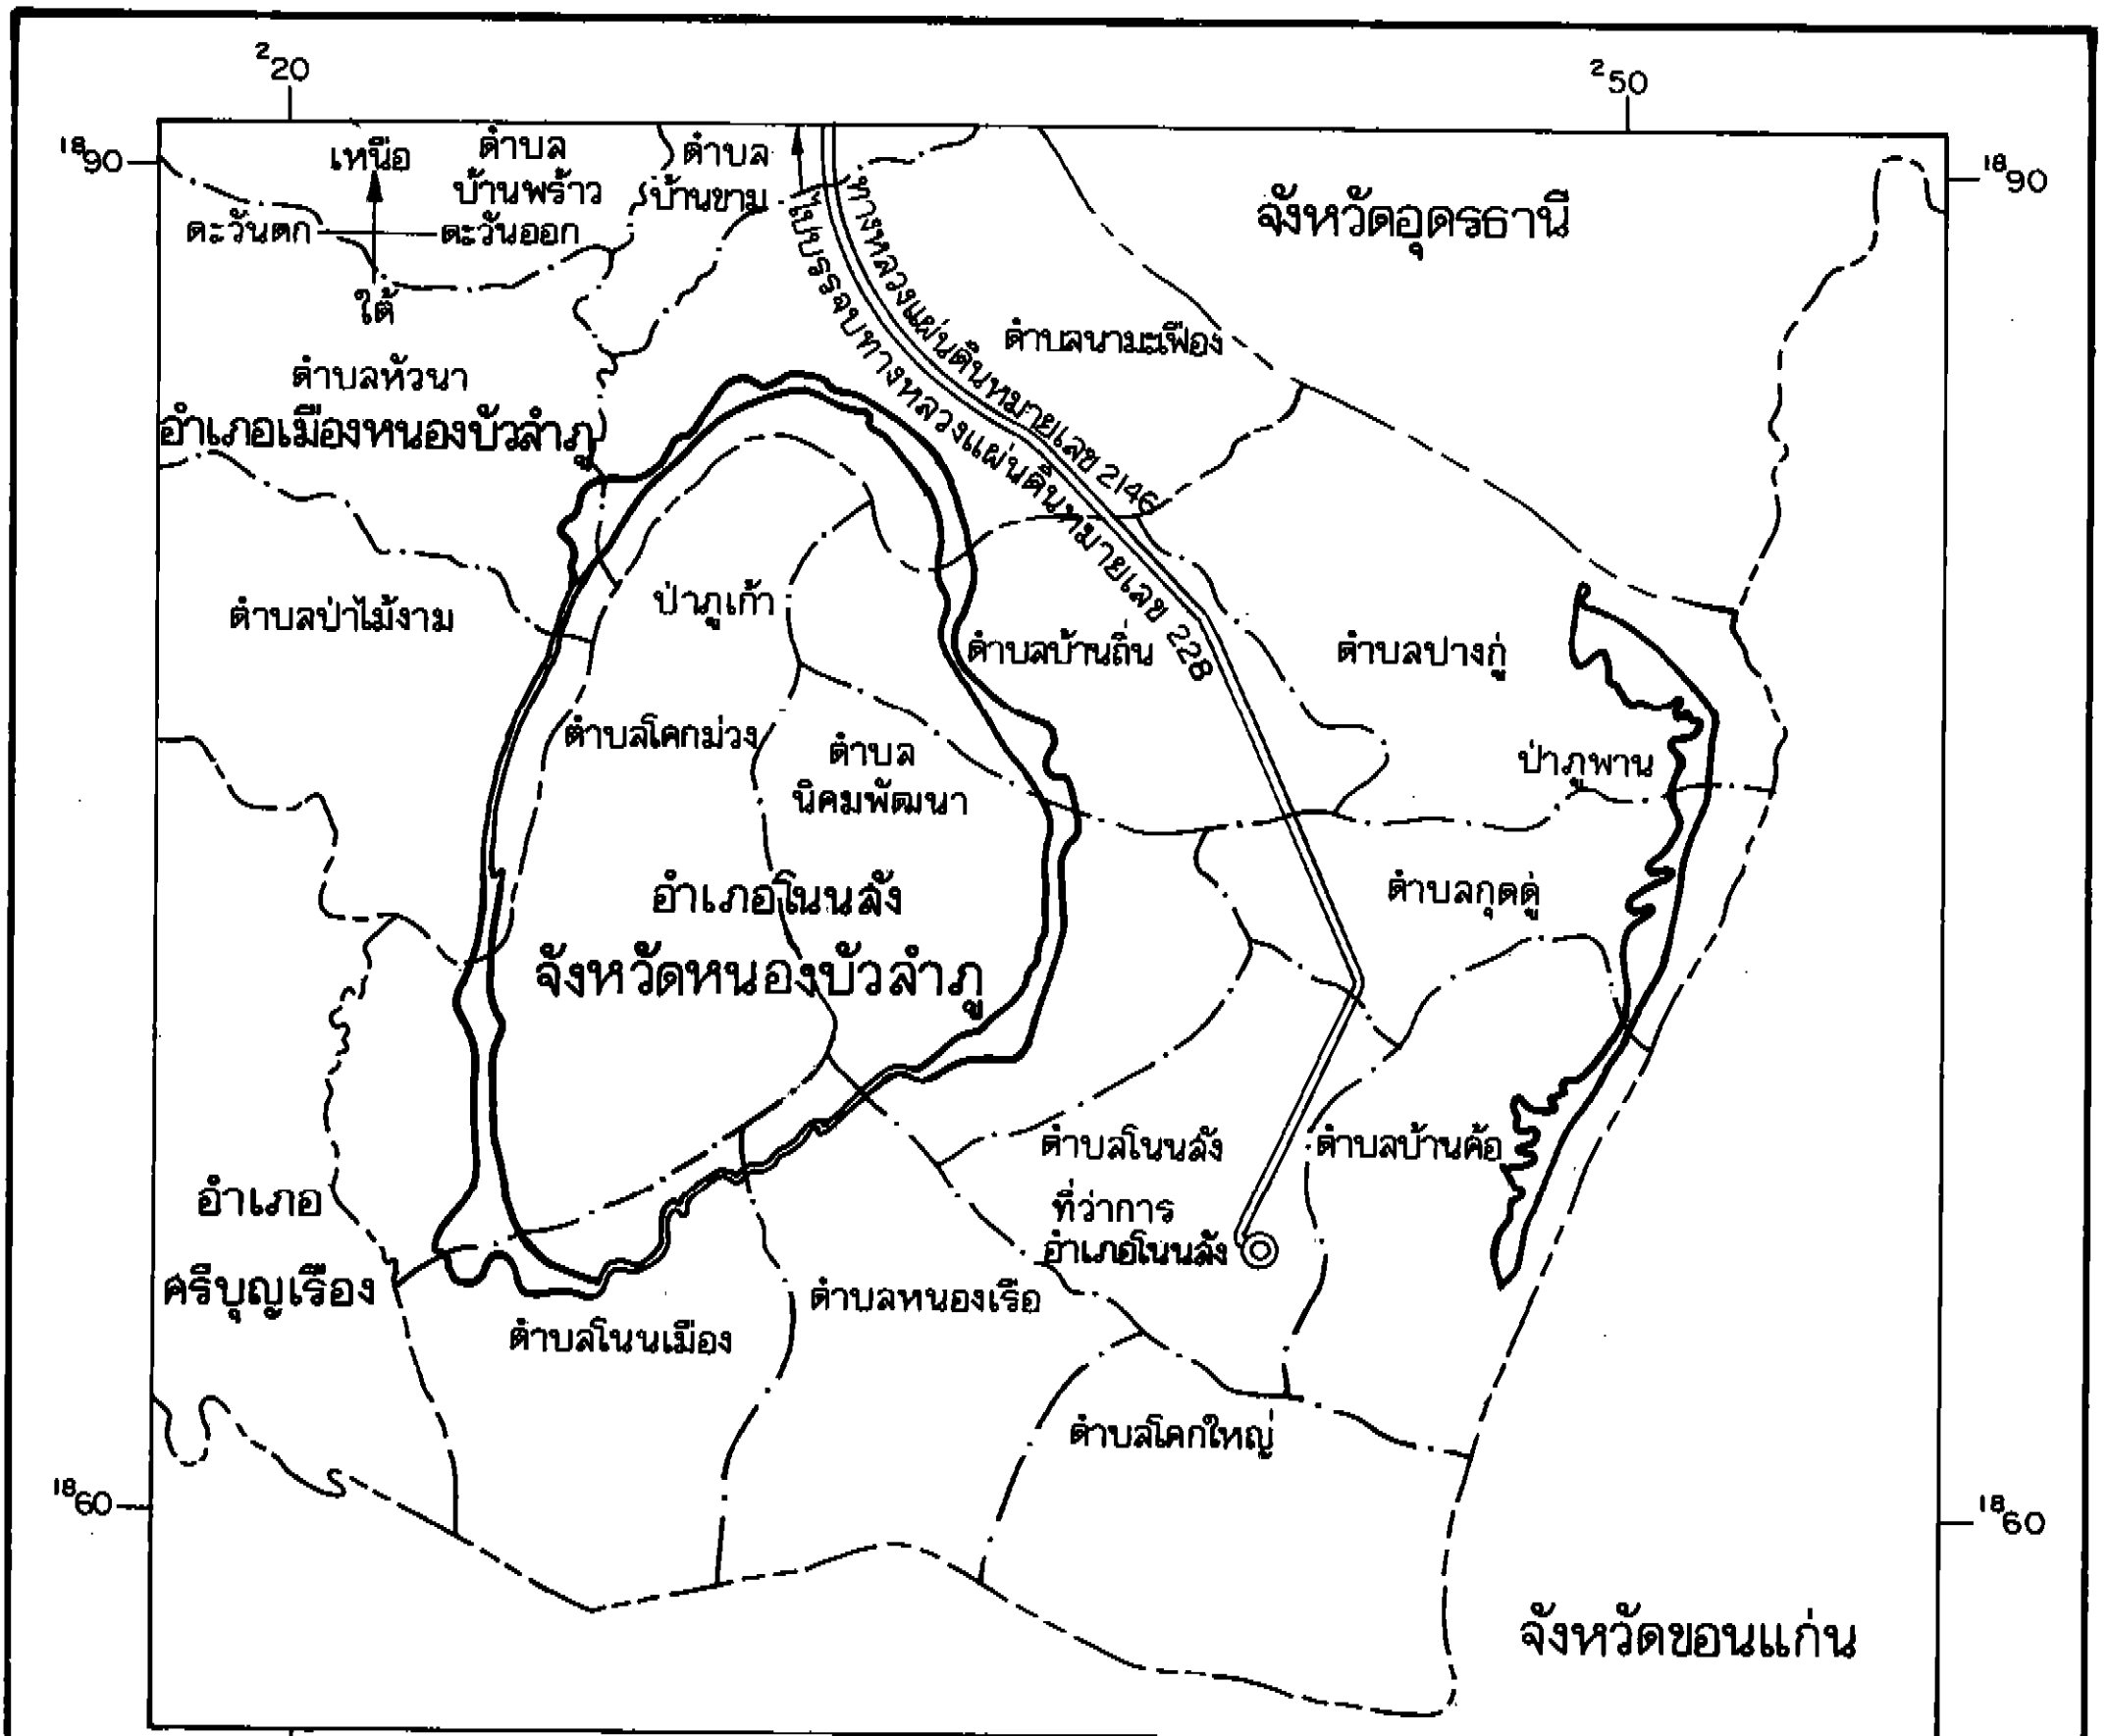 ²20
²50
¹⁸90
¹⁸90
เหนือ
ตะวันตก
ตะวันออก
ใต้
ตำบล
บ้านพร้าว
ตำบล
บ้านขาม
จังหวัดอุดรธานี
ทางหลวงแผ่นดินหมายเลข 2146
ไปบรรจบทางหลวงแผ่นดินหมายเลข 228
ตำบลนามะเฟือง
ตำบลหัวนา
อำเภอเมืองหนองบัวลำภู
ตำบลป่าไม้งาม
ป่าภูเก้า
ตำบลบ้านถิ่น
ตำบลปางกู่
ตำบลโคกม่วง
ตำบล
นิคมพัฒนา
ป่าภูพาน
อำเภอโนนสัง
ตำบลกุดดู่
จังหวัดหนองบัวลำภู
ตำบลโนนสัง
ตำบลบ้านค้อ
อำเภอ
ศรีบุญเรือง
ที่ว่าการ
อำเภอโนนสัง
ตำบลหนองเรือ
ตำบลโนนเมือง
ตำบลโคกใหญ่
¹⁸60
¹⁸60
จังหวัดขอนแก่น